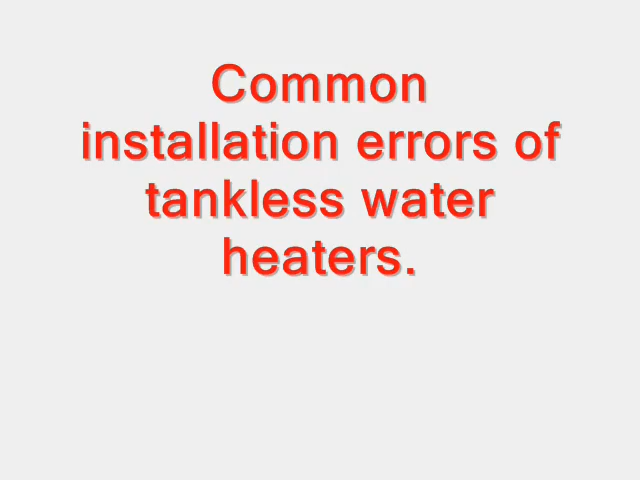 Common
installation errors of
tankless water
heaters.